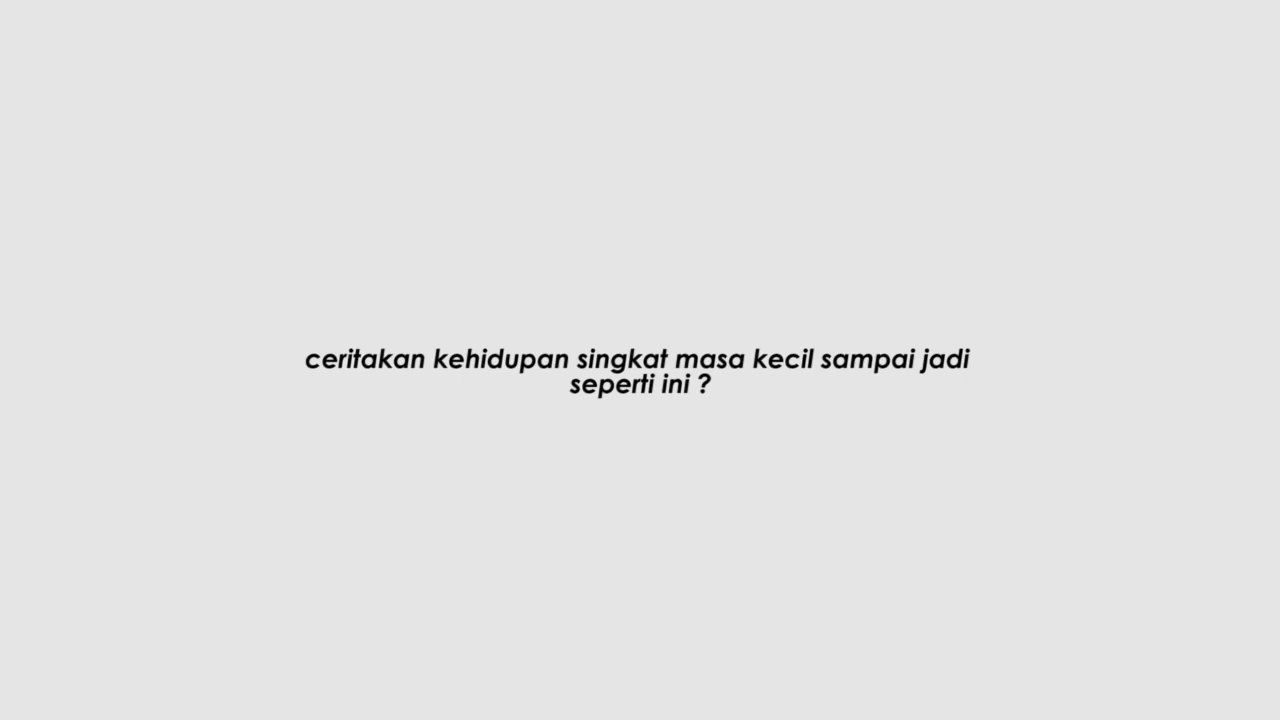 ceritakan kehidupan singkat masa kecil sampai jadi
seperti ini ?